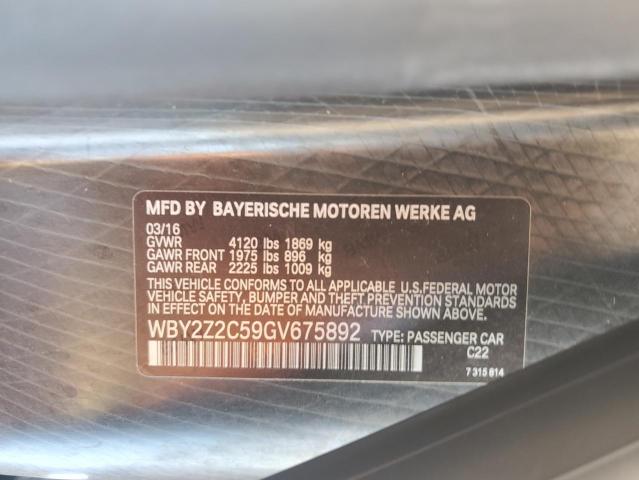 MFD BY BAYERISCHE MOTOREN WERKE AG
03/16
GVWR 4120 lbs 1869 kg
GAWR FRONT 1975 lbs 896 kg
GAWR REAR 2225 lbs 1009 kg
THIS VEHICLE CONFORMS TO ALL APPLICABLE U.S.FEDERAL MOTOR
VEHICLE SAFETY, BUMPER AND THEFT PREVENTION STANDARDS
IN EFFECT ON THE DATE OF MANUFACTURE SHOWN ABOVE.
WBY2Z2C59GV675892 TYPE: PASSENGER CAR
C22
7 315 814